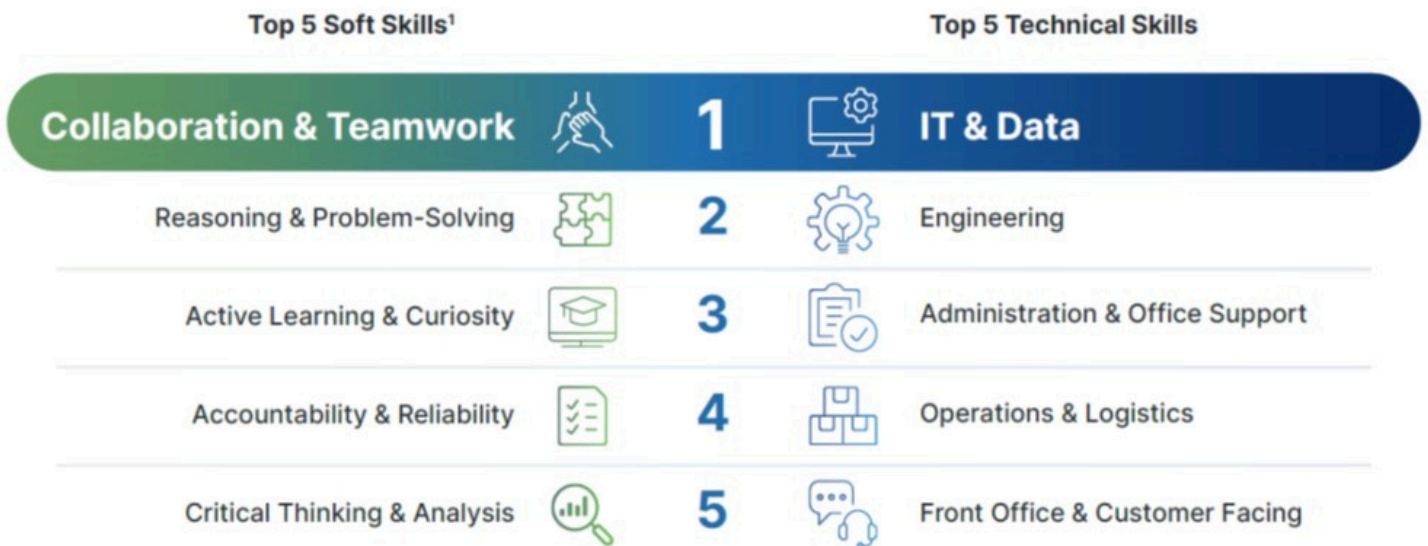 Top 5 Soft Skills¹ Top 5 Technical Skills
Collaboration & Teamwork 1 IT & Data
Reasoning & Problem-Solving 2 Engineering
Active Learning & Curiosity 3 Administration & Office Support
Accountability & Reliability 4 Operations & Logistics
Critical Thinking & Analysis 5 Front Office & Customer Facing